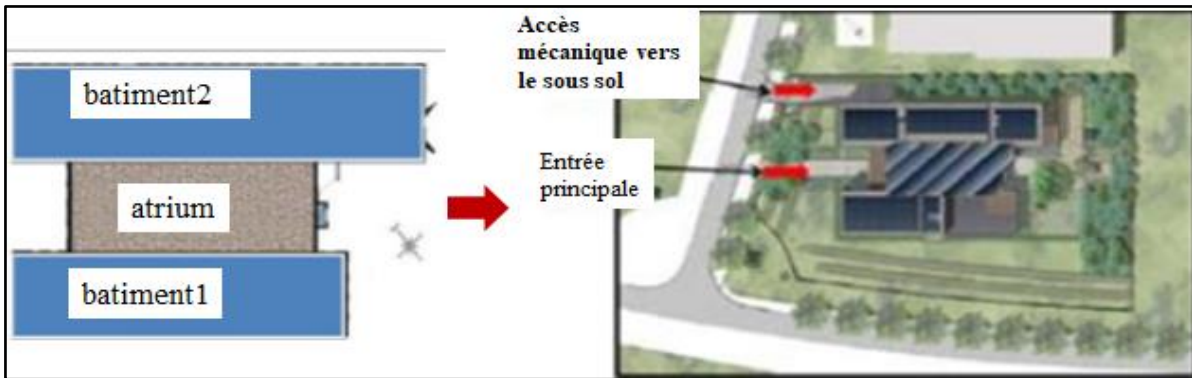 batiment2
atrium
batiment1
Accès
mécanique vers
le sous sol
Entrée
principale